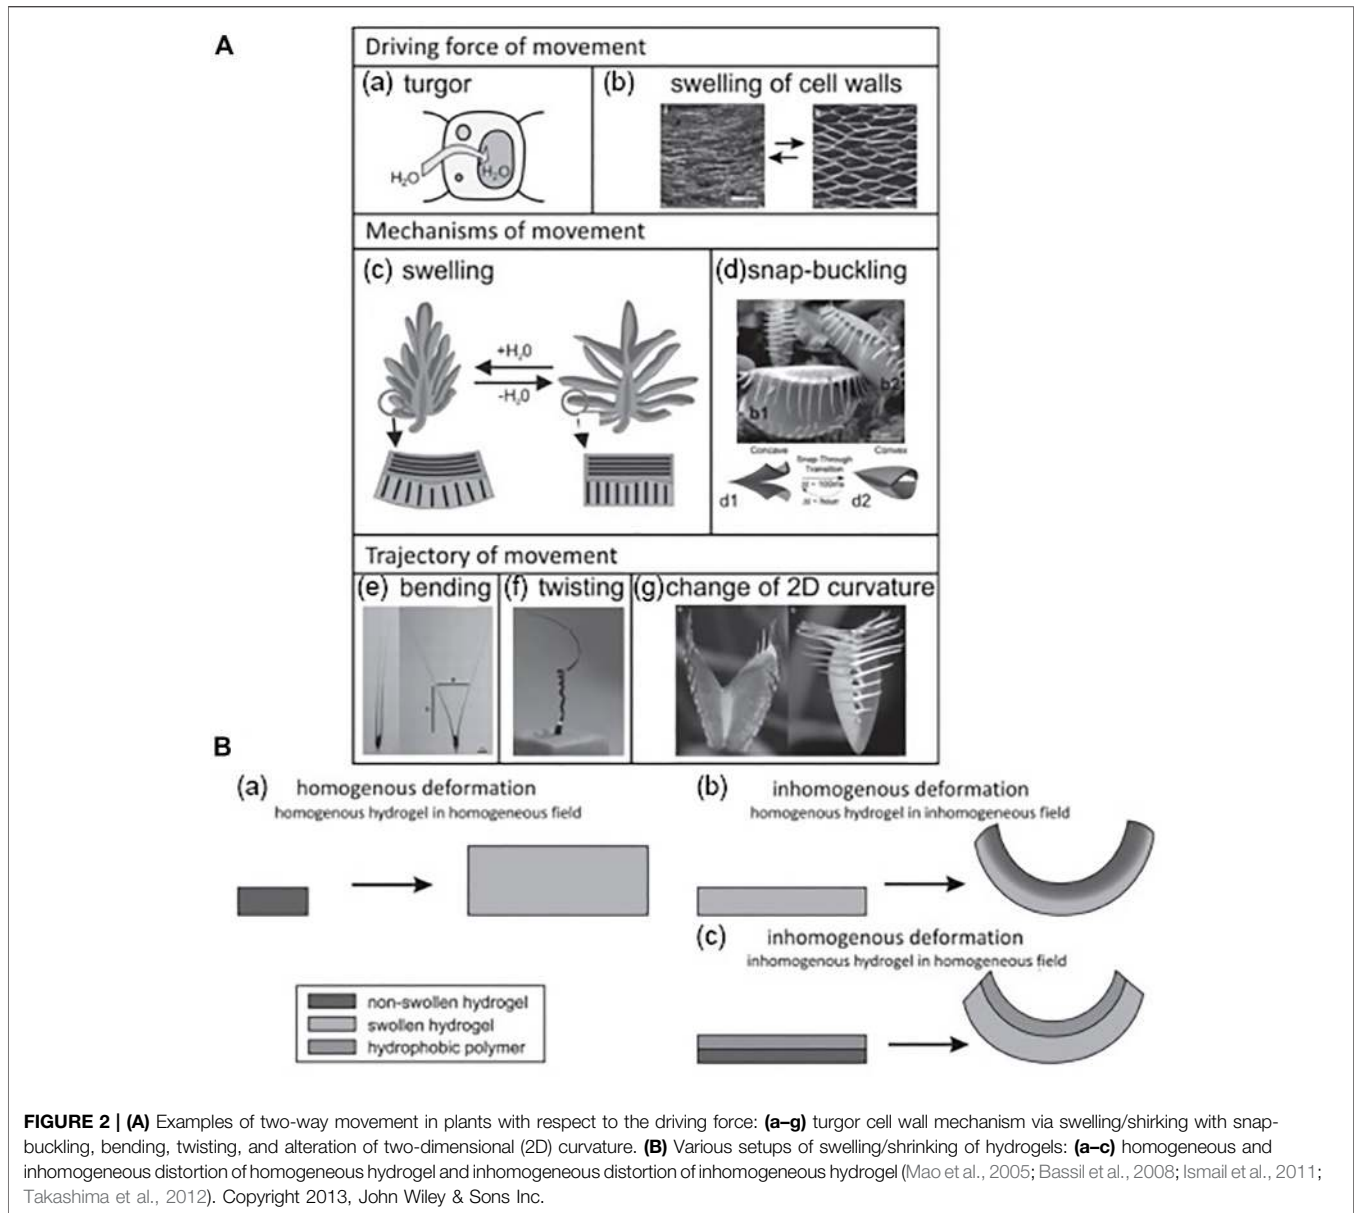 A
Driving force of movement
(a) turgor
H₂O
H₂O
(b) swelling of cell walls
Mechanisms of movement
(c) swelling
+H₂0
-H₂0
(d)snap-buckling
b1
b2
Concave
Convex
Snap-Through
Transition
d1
d2
Trajectory of movement
(e) bending
(f) twisting
(g)change of 2D curvature
B
(a) homogenous deformation
homogenous hydrogel in homogeneous field
(b) inhomogenous deformation
homogenous hydrogel in inhomogeneous field
(c) inhomogenous deformation
inhomogenous hydrogel in homogeneous field
non-swollen hydrogel
swollen hydrogel
hydrophobic polymer
FIGURE 2 | (A) Examples of two-way movement in plants with respect to the driving force: (a–g) turgor cell wall mechanism via swelling/shirking with snap-
buckling, bending, twisting, and alteration of two-dimensional (2D) curvature. (B) Various setups of swelling/shrinking of hydrogels: (a–c) homogeneous and
inhomogeneous distortion of homogeneous hydrogel and inhomogeneous distortion of inhomogeneous hydrogel (Mao et al., 2005; Bassil et al., 2008; Ismail et al., 2011;
Takashima et al., 2012). Copyright 2013, John Wiley & Sons Inc.